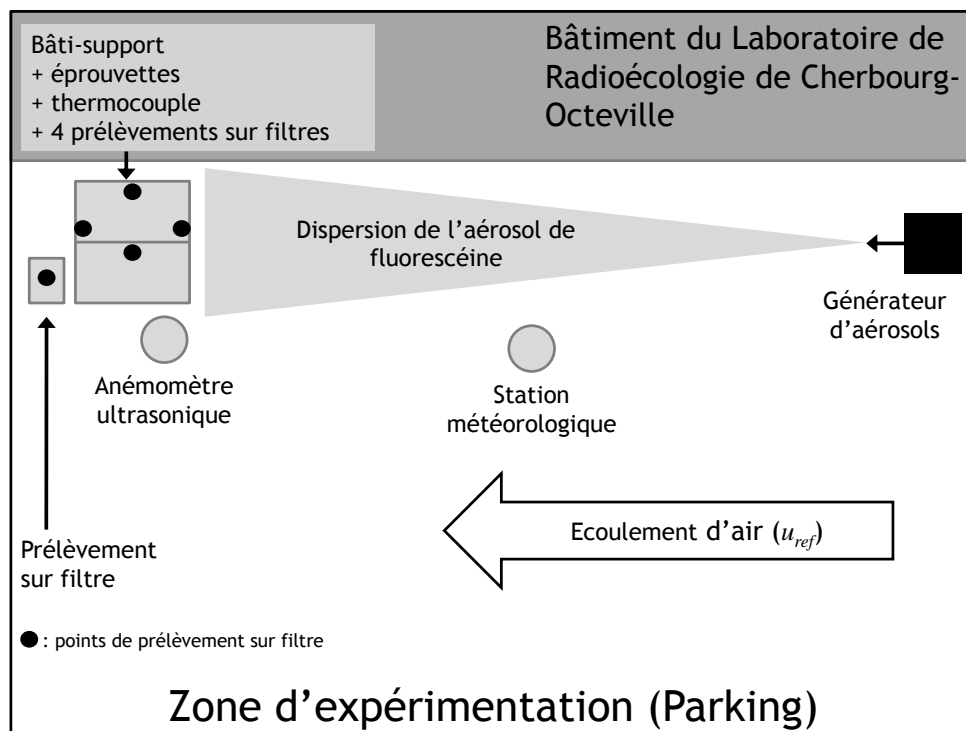 Bâti-support
+ éprouvettes
+ thermocouple
+ 4 prélèvements sur filtres
Bâtiment du Laboratoire de
Radioécologie de Cherbourg-
Octeville
Dispersion de l'aérosol de
fluorescéine
Générateur
d'aérosols
Anémomètre
ultrasonique
Station
météorologique
Ecoulement d'air (u_ref)
Prélèvement
sur filtre
: points de prélèvement sur filtre
Zone d'expérimentation (Parking)